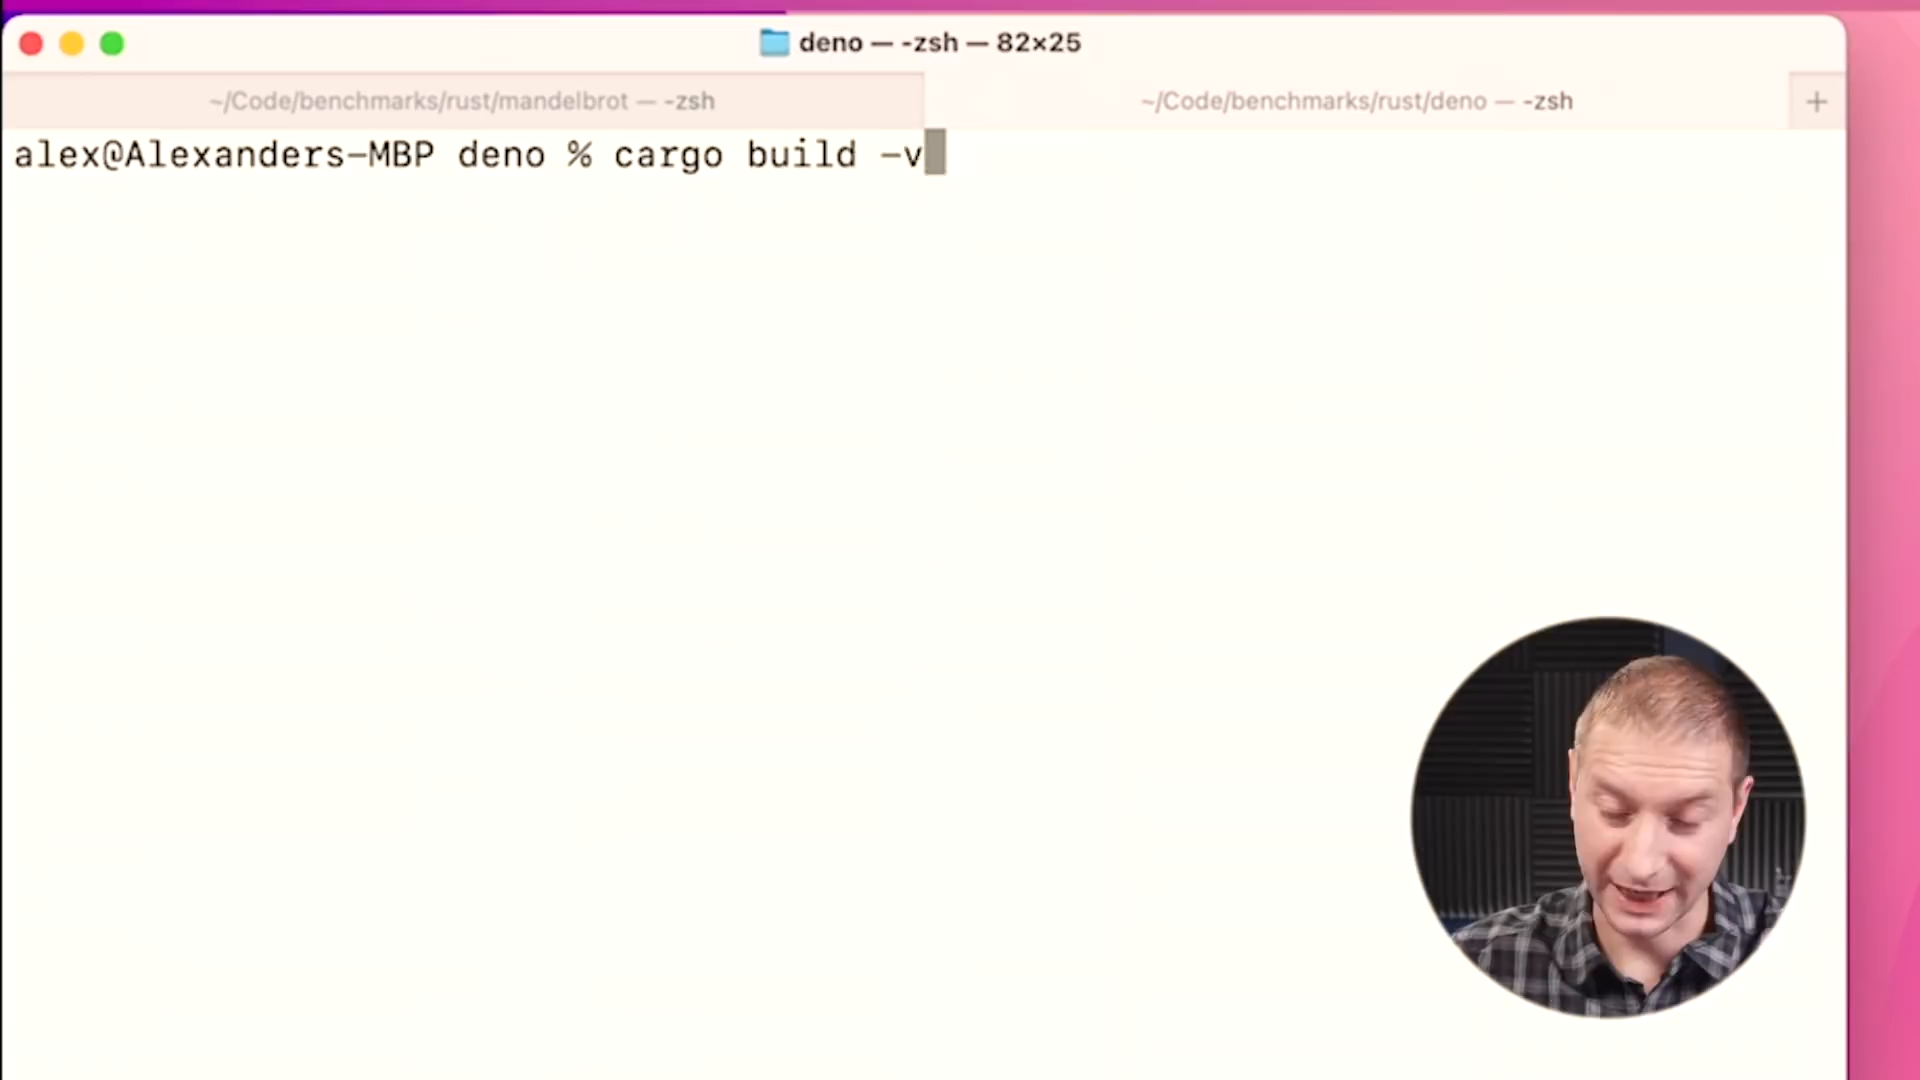 deno — -zsh — 82×25
~/Code/benchmarks/rust/mandelbrot — -zsh
~/Code/benchmarks/rust/deno — -zsh
+
alex@Alexanders-MBP deno % cargo build -v